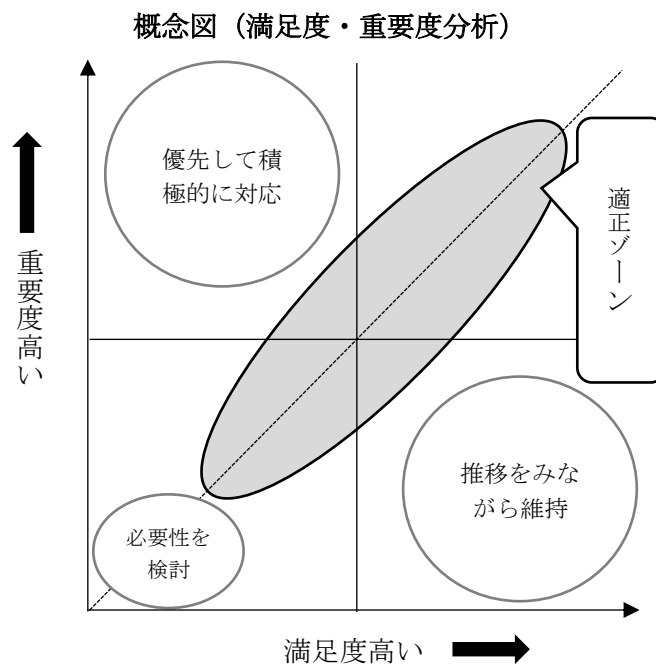 概念図（満足度・重要度分析）
優先して積
極的に対応
適正ゾーン
重要度高い
推移をみな
がら維持
必要性を
検討
満足度高い